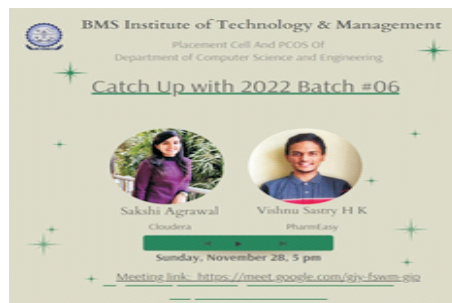 BMS Institute of Technology & Management
Placement Cell And PCOS Of
Department of Computer Science and Engineering
Catch Up with 2022 Batch #06
Sakshi Agrawal
Vishnu Sastry H K
Cloudera
PharmEasy
Sunday, November 28, 5 pm
Meeting link: https://meet.google.com/gjy-fswm-gip